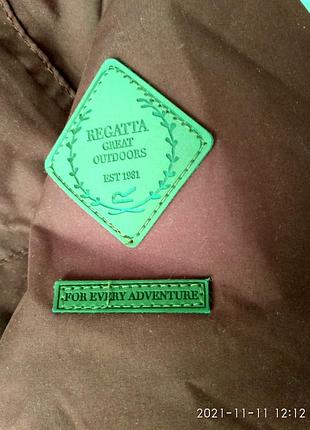 REGATTA
GREAT
OUTDOORS
EST 1981
FOR EVERY ADVENTURE
2021-11-11 12:12